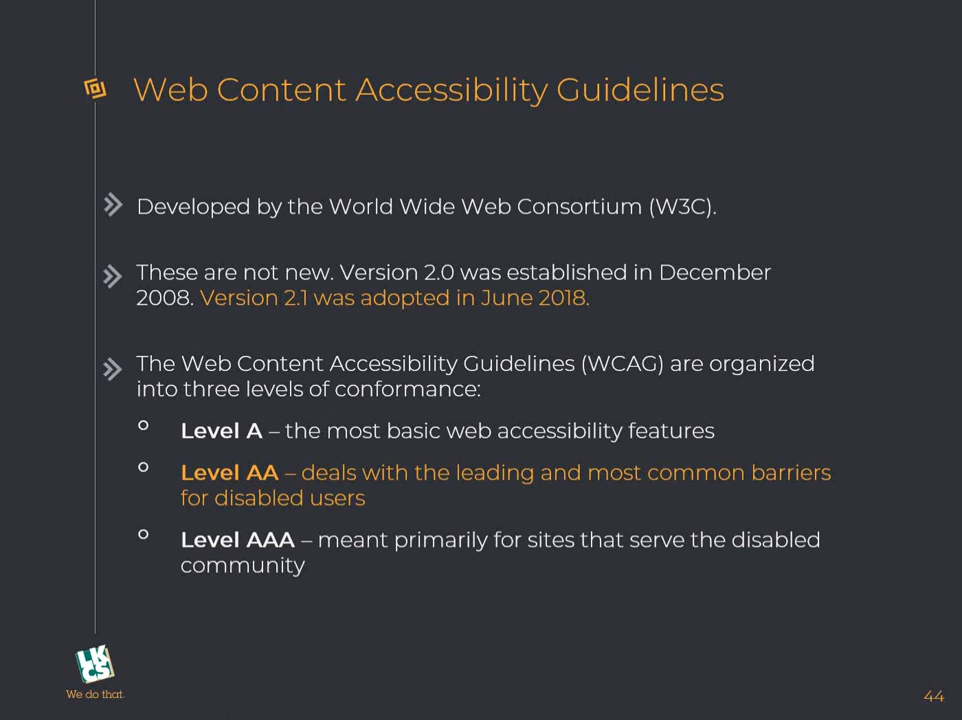 Web Content Accessibility Guidelines
Developed by the World Wide Web Consortium (W3C).
These are not new. Version 2.0 was established in December
2008. Version 2.1 was adopted in June 2018.
The Web Content Accessibility Guidelines (WCAG) are organized
into three levels of conformance:
Level A – the most basic web accessibility features
Level AA – deals with the leading and most common barriers
for disabled users
Level AAA – meant primarily for sites that serve the disabled
community
LK
CS
We do that.
44